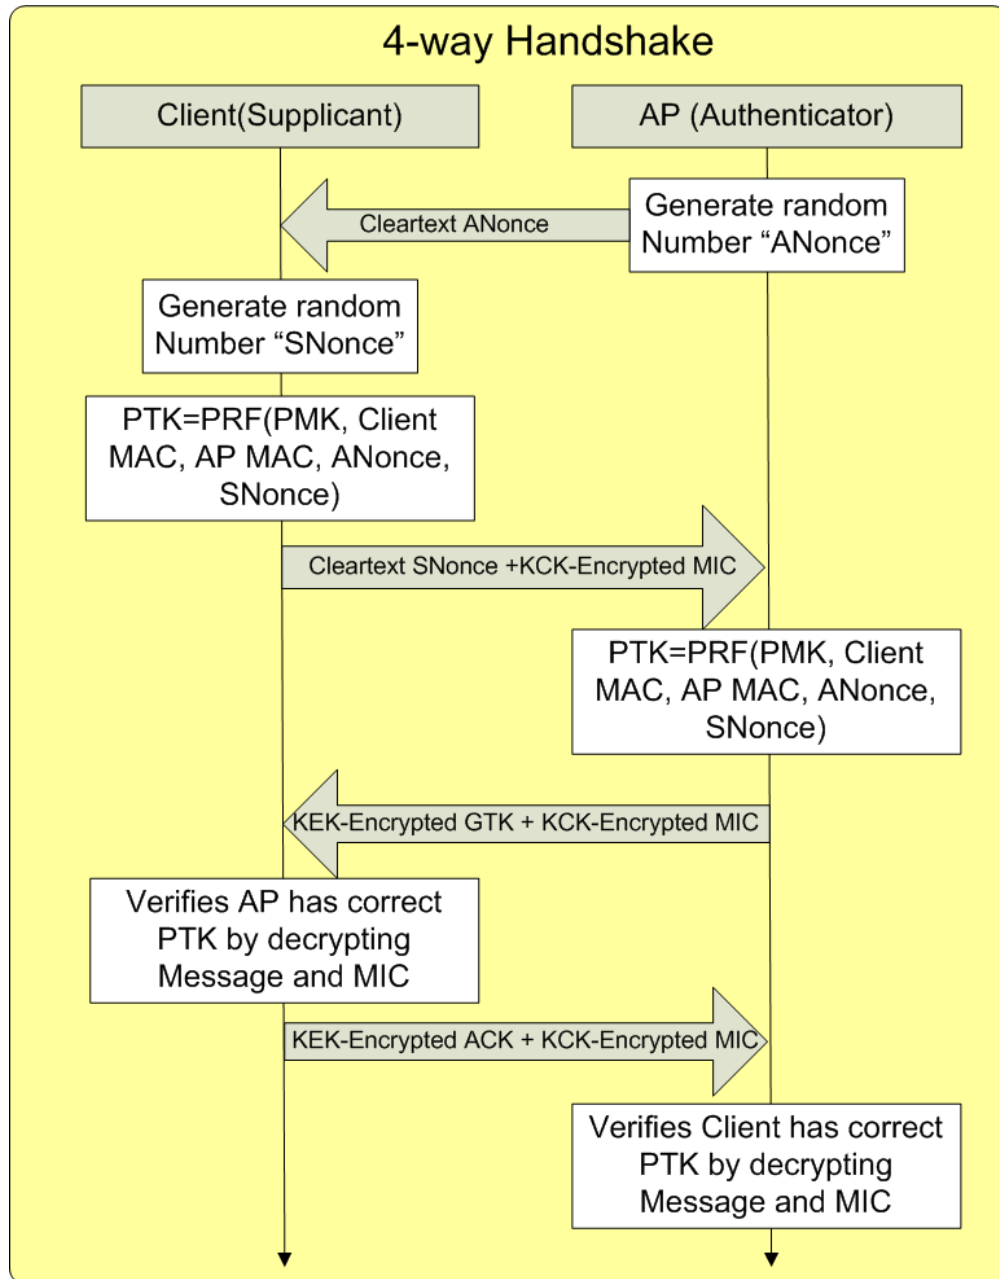 4-way Handshake
Client(Supplicant)
AP (Authenticator)
Generate random
Number “ANonce”
Cleartext ANonce
Generate random
Number “SNonce”
PTK=PRF(PMK, Client
MAC, AP MAC, ANonce,
SNonce)
Cleartext SNonce +KCK-Encrypted MIC
PTK=PRF(PMK, Client
MAC, AP MAC, ANonce,
SNonce)
KEK-Encrypted GTK + KCK-Encrypted MIC
Verifies AP has correct
PTK by decrypting
Message and MIC
KEK-Encrypted ACK + KCK-Encrypted MIC
Verifies Client has correct
PTK by decrypting
Message and MIC